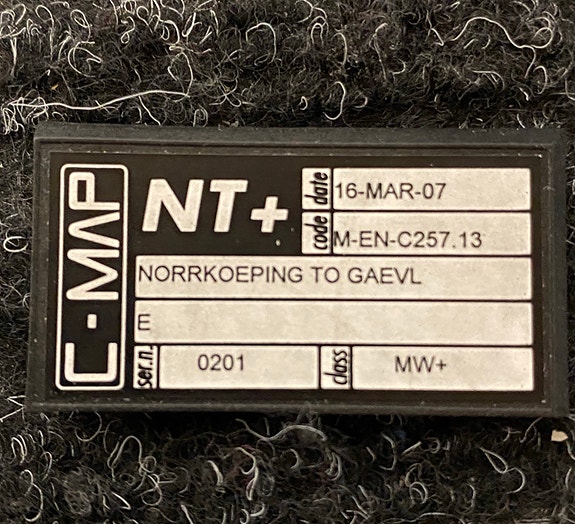 C-MAP
NT+
date 16-MAR-07
code M-EN-C257.13
NORRKOEPING TO GAEVL
E
ser.n. 0201 class MW+